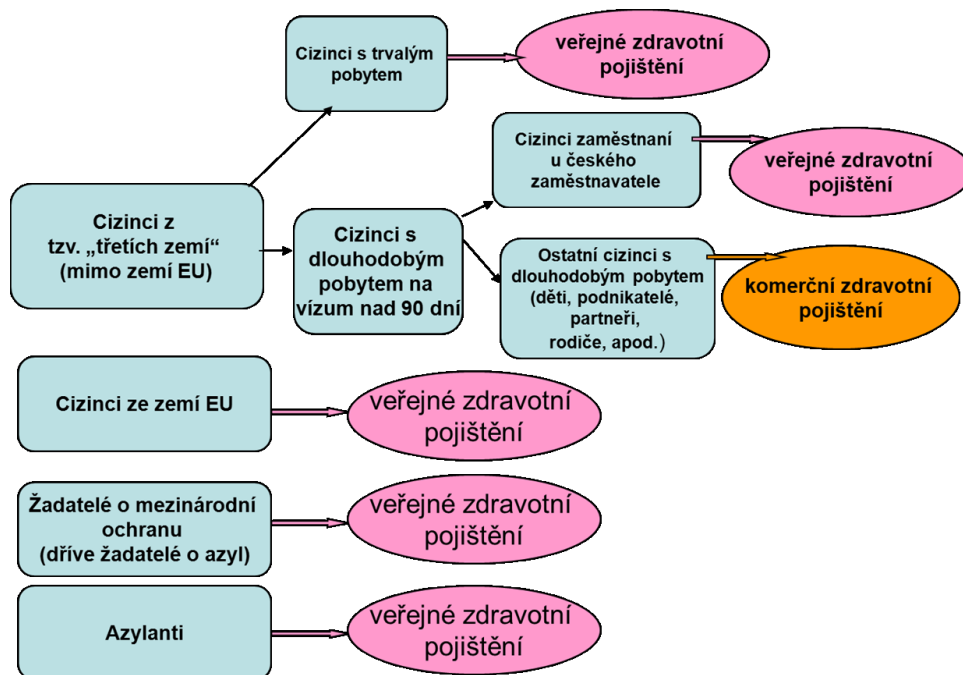 Cizinci s trvalým
pobytem
veřejné zdravotní
pojištění
Cizinci z
tzv. „třetích zemí“
(mimo zemí EU)
Cizinci s
dlouhodobým
pobytem na
vízum nad 90 dní
Cizinci zaměstnaní
u českého
zaměstnavatele
veřejné zdravotní
pojištění
Ostatní cizinci s
dlouhodobým pobytem
(děti, podnikatelé,
partneři,
rodiče, apod.)
komerční zdravotní
pojištění
Cizinci ze zemí EU
veřejné zdravotní
pojištění
Žadatelé o mezinárodní
ochranu
(dříve žadatelé o azyl)
veřejné zdravotní
pojištění
Azylanti
veřejné zdravotní
pojištění